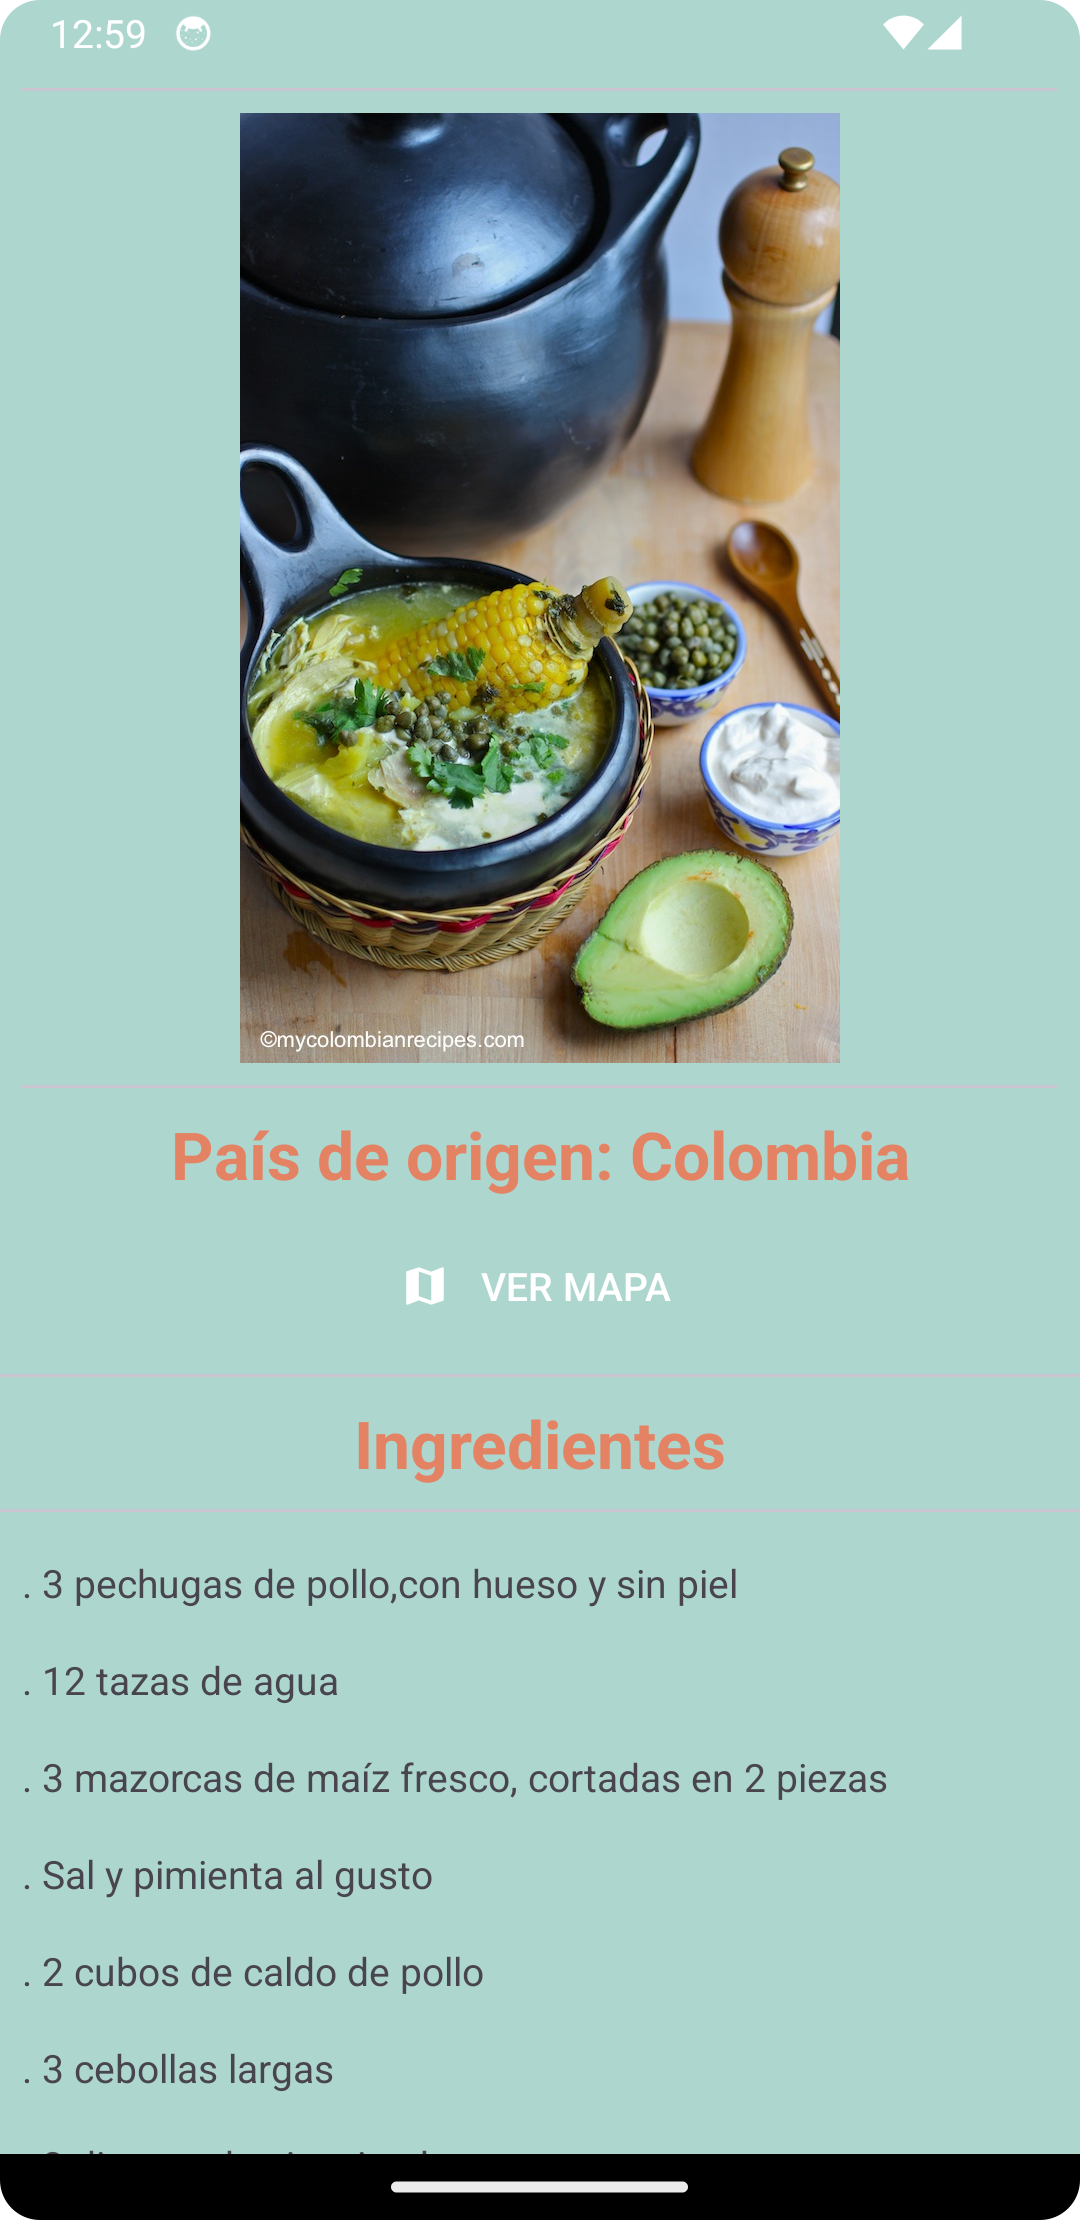 12:59
©mycolombianrecipes.com
País de origen: Colombia
VER MAPA
Ingredientes
. 3 pechugas de pollo,con hueso y sin piel
. 12 tazas de agua
. 3 mazorcas de maíz fresco, cortadas en 2 piezas
. Sal y pimienta al gusto
. 2 cubos de caldo de pollo
. 3 cebollas largas